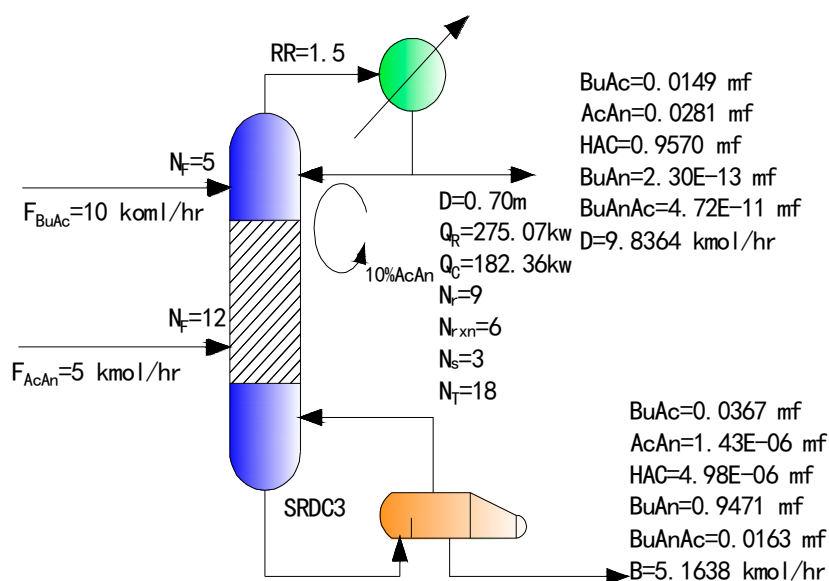 RR=1.5
N_F=5
F_BuAc=10 koml/hr
N_F=12
F_AcAn=5 kmol/hr
10%AcAn
D=0.70m
Q_R=275.07kw
Q_C=182.36kw
N_r=9
N_rxn=6
N_s=3
N_T=18
BuAc=0.0149 mf
AcAn=0.0281 mf
HAC=0.9570 mf
BuAn=2.30E-13 mf
BuAnAc=4.72E-11 mf
D=9.8364 kmol/hr
SRDC3
BuAc=0.0367 mf
AcAn=1.43E-06 mf
HAC=4.98E-06 mf
BuAn=0.9471 mf
BuAnAc=0.0163 mf
B=5.1638 kmol/hr